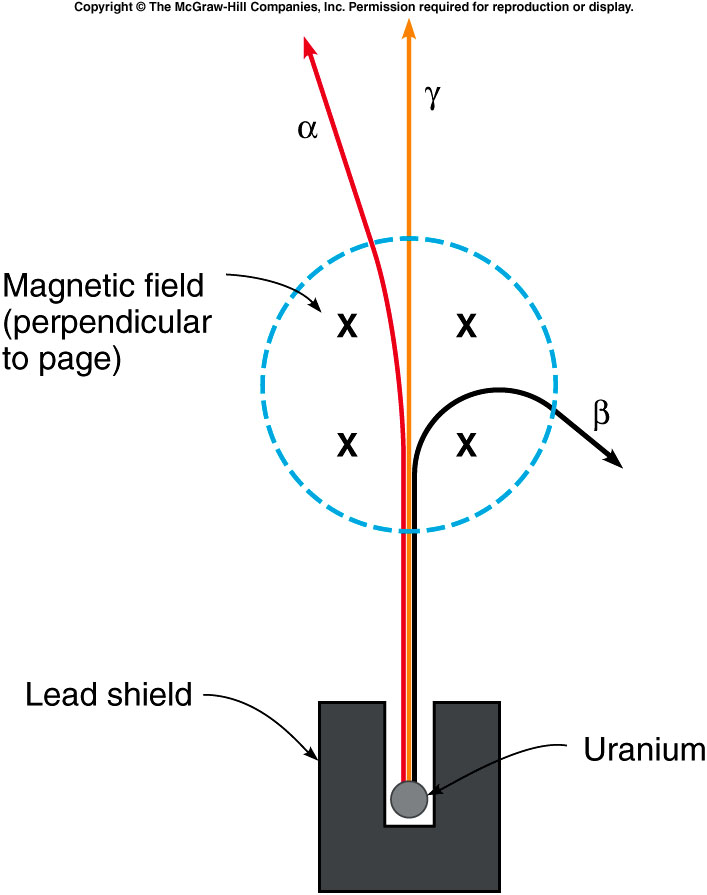 Copyright © The McGraw-Hill Companies, Inc. Permission required for reproduction or display.
α
γ
Magnetic field
(perpendicular
to page)
X
X
X
X
β
Lead shield
Uranium